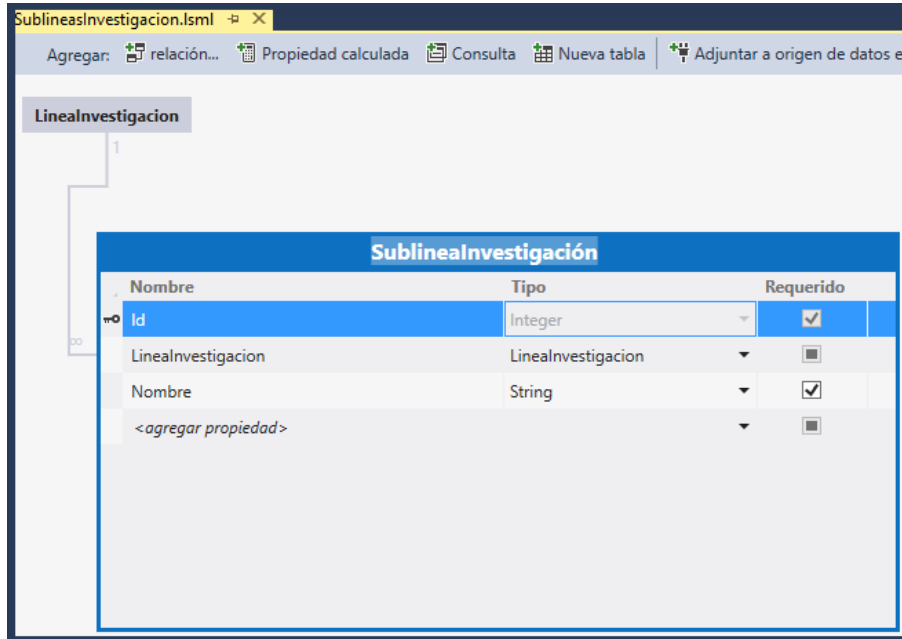 SublineasInvestigacion.lsml
Agregar: relación... Propiedad calculada Consulta Nueva tabla Adjuntar a origen de datos e
LineaInvestigacion
1
SublineaInvestigación
Nombre Tipo Requerido
Id Integer
∞
LineaInvestigacion LineaInvestigacion
Nombre String
<agregar propiedad>